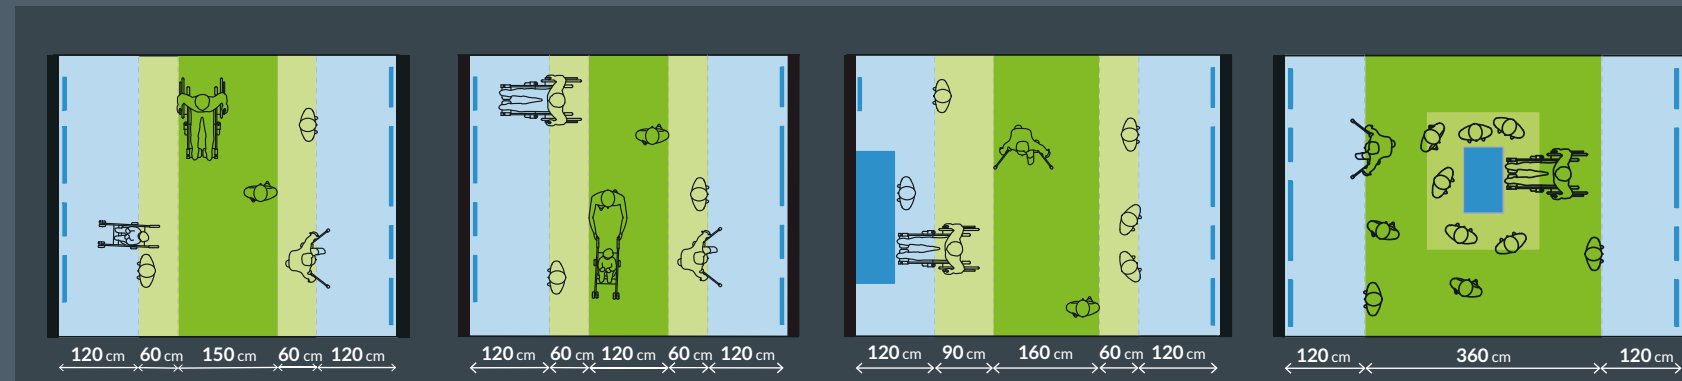 120 cm 60 cm 150 cm 60 cm 120 cm
120 cm 60 cm 120 cm 60 cm 120 cm
120 cm 90 cm 160 cm 60 cm 120 cm
120 cm 360 cm 120 cm